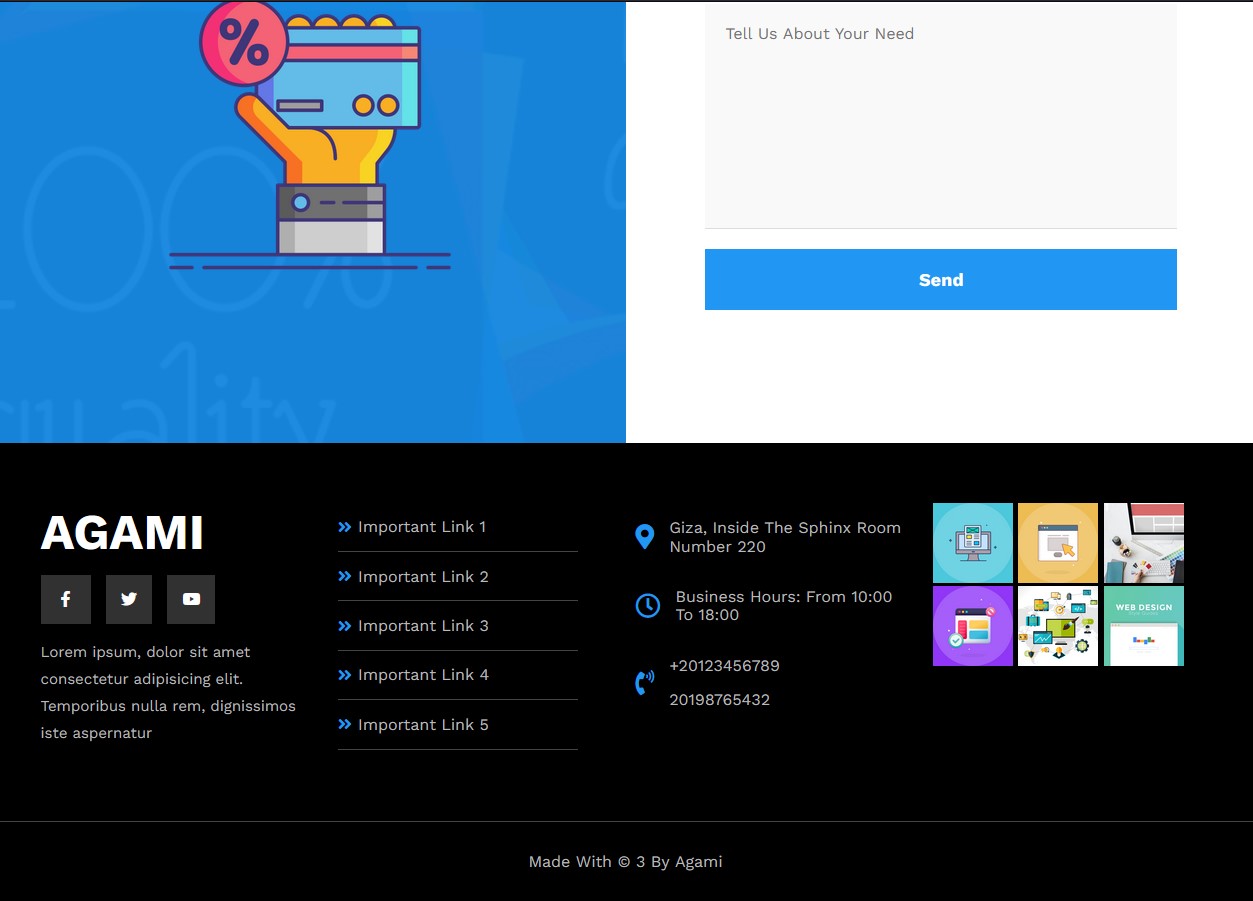 %
100%
quality
Tell Us About Your Need
Send
AGAMI
Lorem ipsum, dolor sit amet
consectetur adipisicing elit.
Temporibus nulla rem, dignissimos
iste aspernatur
Important Link 1
Important Link 2
Important Link 3
Important Link 4
Important Link 5
Giza, Inside The Sphinx Room
Number 220
Business Hours: From 10:00
To 18:00
+20123456789
20198765432
WEB DESIGN
Made With © 3 By Agami